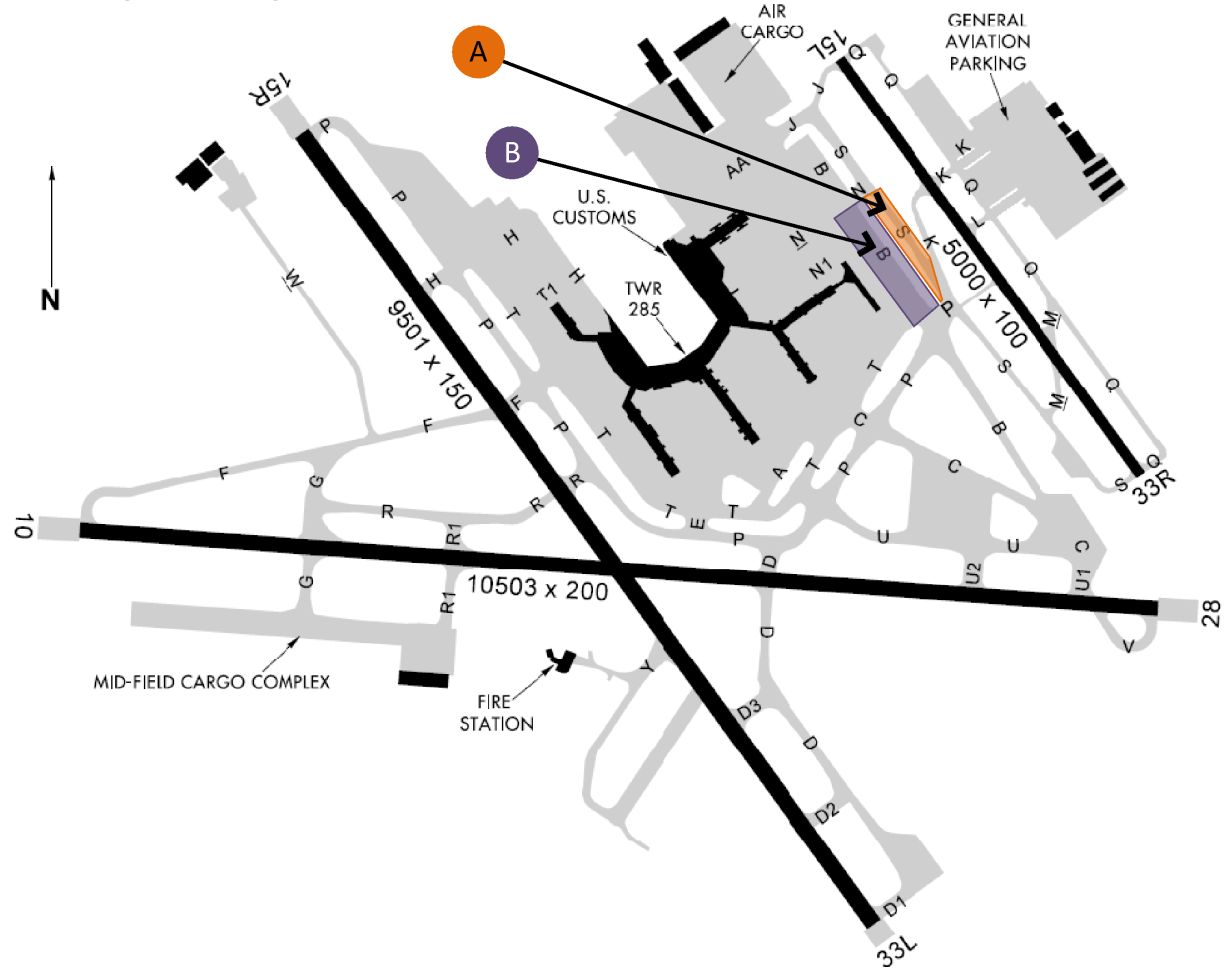 AIR
CARGO
GENERAL
AVIATION
PARKING
15L
Q
Q
A
15R
J
J
P
S
K
B
B
AA
K
Q
N
P
U.S.
CUSTOMS
L
S
K
H
N
B
5000 x 100
W
H
N1
Q
N
H
T1
TWR
285
P
M
9501 x 150
T
P
T
S
P
Q
M
F
F
P
T
C
B
F
G
A
T
P
C
S
Q
33R
R
R
R
T
E
T
10
R1
P
D
U
U
C
G
10503 x 200
U2
U1
R1
28
D
V
Y
MID-FIELD CARGO COMPLEX
FIRE
STATION
D3
D
D2
D1
33L